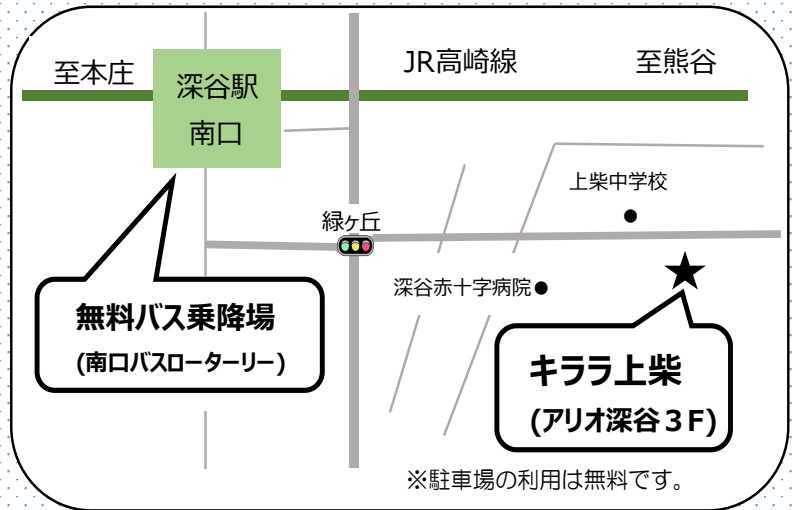 至本庄
深谷駅
南口
JR高崎線
至熊谷
上柴中学校
緑ヶ丘
深谷赤十字病院
無料バス乗降場
(南口バスローターリー)
キララ上柴
(アリオ深谷3F)
※駐車場の利用は無料です。